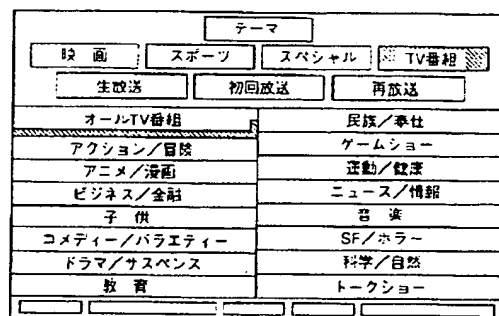 テーマ
映画 スポーツ スペシャル TV番組
生放送 初回放送 再放送
オールTV番組 民族/奉仕
アクション/冒険 ゲームショー
アニメ/漫画 運動/健康
ビジネス/金融 ニュース/情報
子供 音楽
コメディー/バラエティー SF/ホラー
ドラマ/サスペンス 科学/自然
教育 トークショー